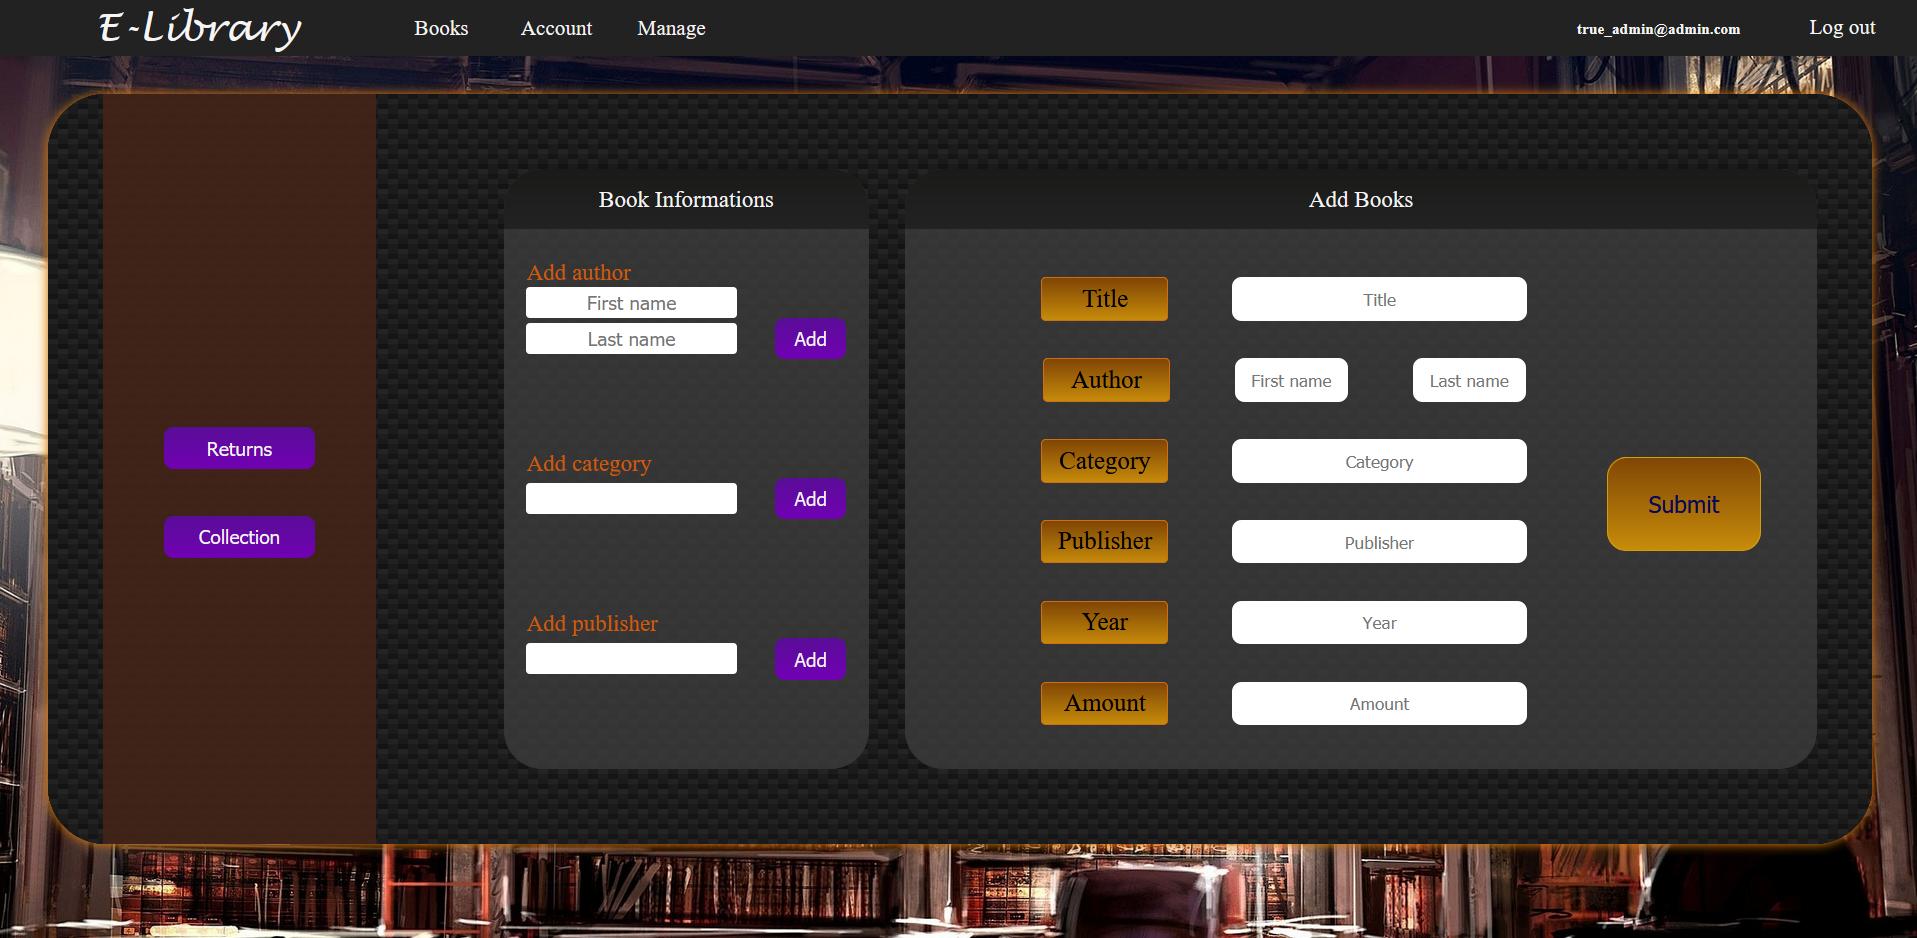 E-Library
Books
Account
Manage
true_admin@admin.com
Log out
Returns
Collection
Book Informations
Add author
First name
Last name
Add
Add category
Add
Add publisher
Add
Add Books
Title
Title
Author
First name
Last name
Category
Category
Publisher
Publisher
Year
Year
Amount
Amount
Submit